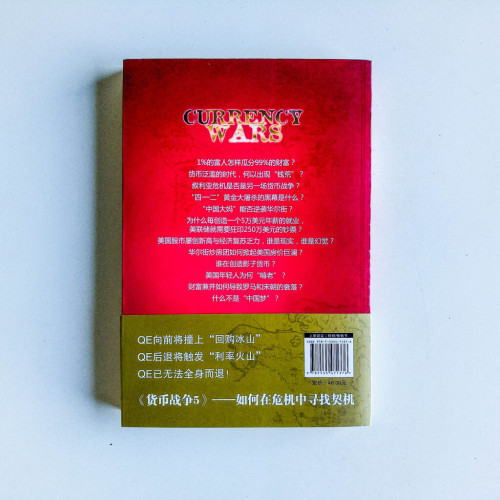 CURRENCY
WARS
1%的富人怎样瓜分99%的财富？
货币泛滥的时代，何以出现“钱荒”？
叙利亚危机是否是另一场货币战争？
“四一二”黄金大屠杀的黑幕是什么？
“中国大妈”能否逆袭华尔街？
为什么每创造一个5万美元年薪的就业，
美联储就需要狂印250万美元的钞票？
美国股市屡创新高与经济复苏乏力，谁是现实，谁是幻觉？
华尔街炒房团如何掀起美国房价巨澜？
谁在创造影子货币？
美国年轻人为何“啃老”？
财富兼并如何导致罗马和宋朝的衰落？
什么不是“中国梦”？
QE向前将撞上“回购冰山”
QE后退将触发“利率火山”
QE已无法全身而退！
《货币战争5》——如何在危机中寻找契机